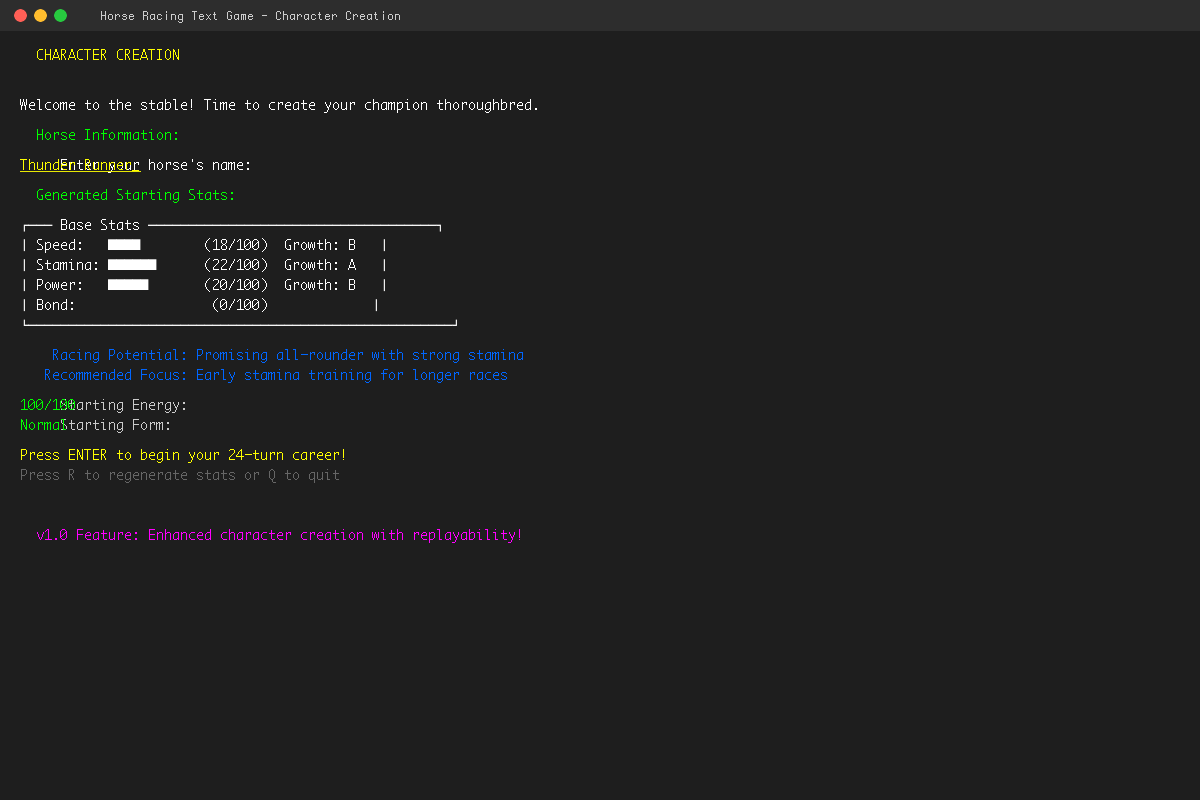 Horse Racing Text Game - Character Creation
CHARACTER CREATION
Welcome to the stable! Time to create your champion thoroughbred.
Horse Information:
Thunder Runner Enter your horse's name:
Generated Starting Stats:
Base Stats
| Speed: (18/100) Growth: B |
| Stamina: (22/100) Growth: A |
| Power: (20/100) Growth: B |
| Bond: (0/100) |
Racing Potential: Promising all-rounder with strong stamina
Recommended Focus: Early stamina training for longer races
100/100 Starting Energy:
Normal Starting Form:
Press ENTER to begin your 24-turn career!
Press R to regenerate stats or Q to quit
v1.0 Feature: Enhanced character creation with replayability!